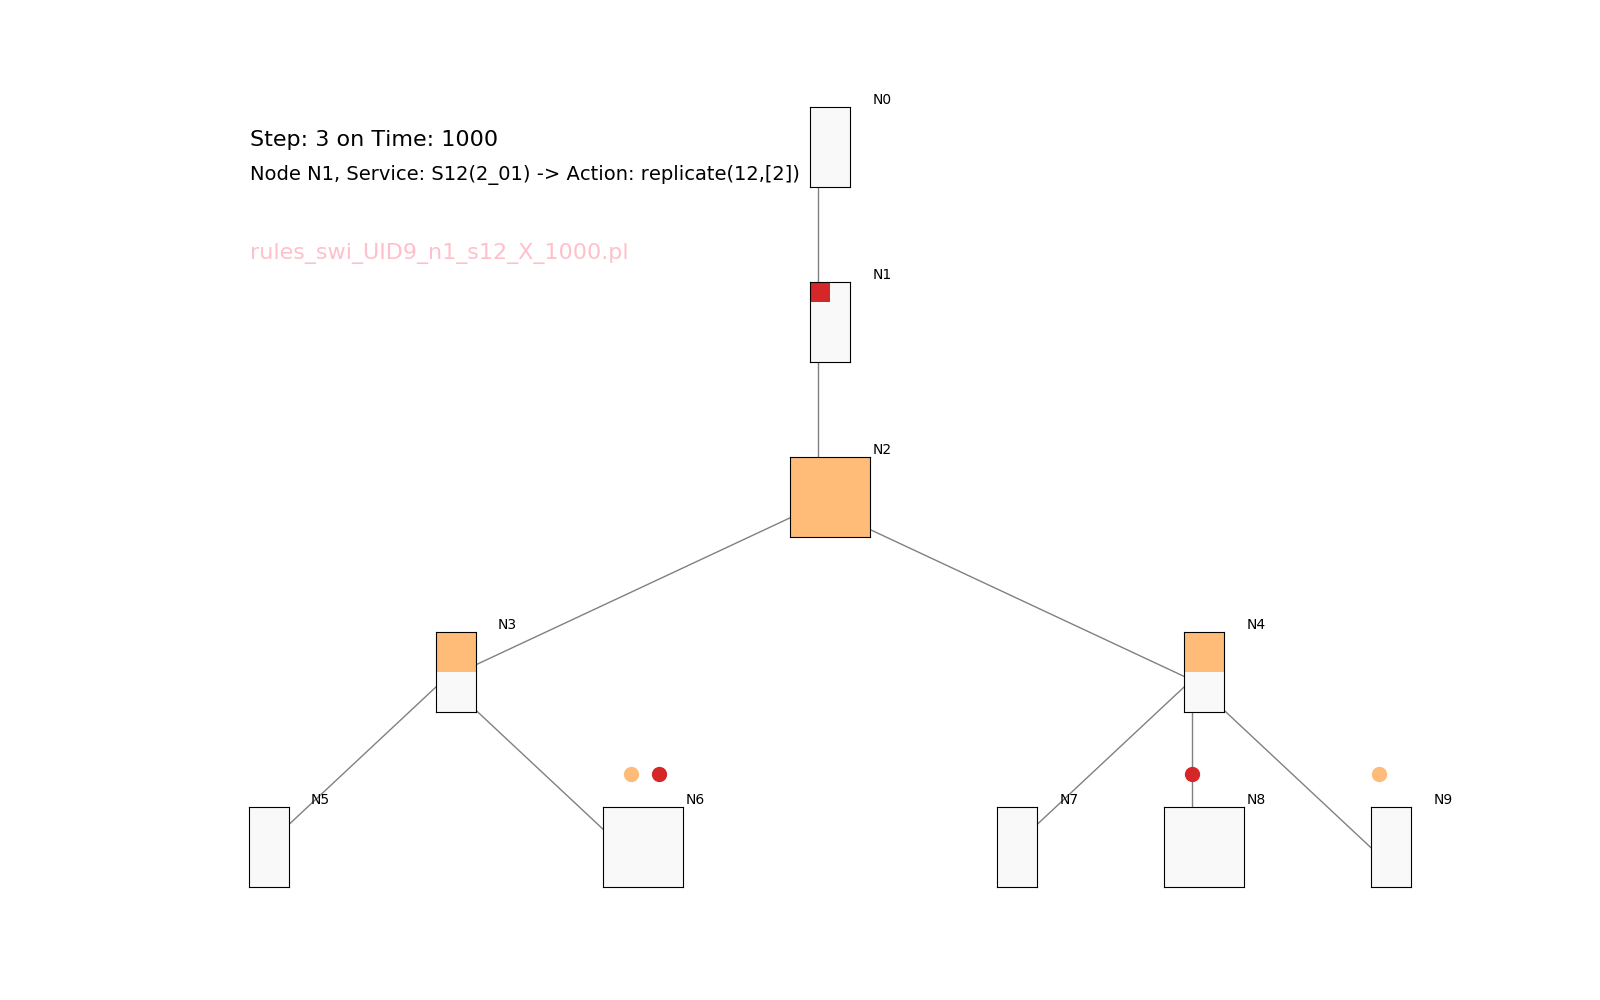 N0
Step: 3 on Time: 1000
Node N1, Service: S12(2_01) -> Action: replicate(12,[2])
rules_swi_UID9_n1_s12_X_1000.pl
N1
N2
N3
N4
N5
N6
N7
N8
N9